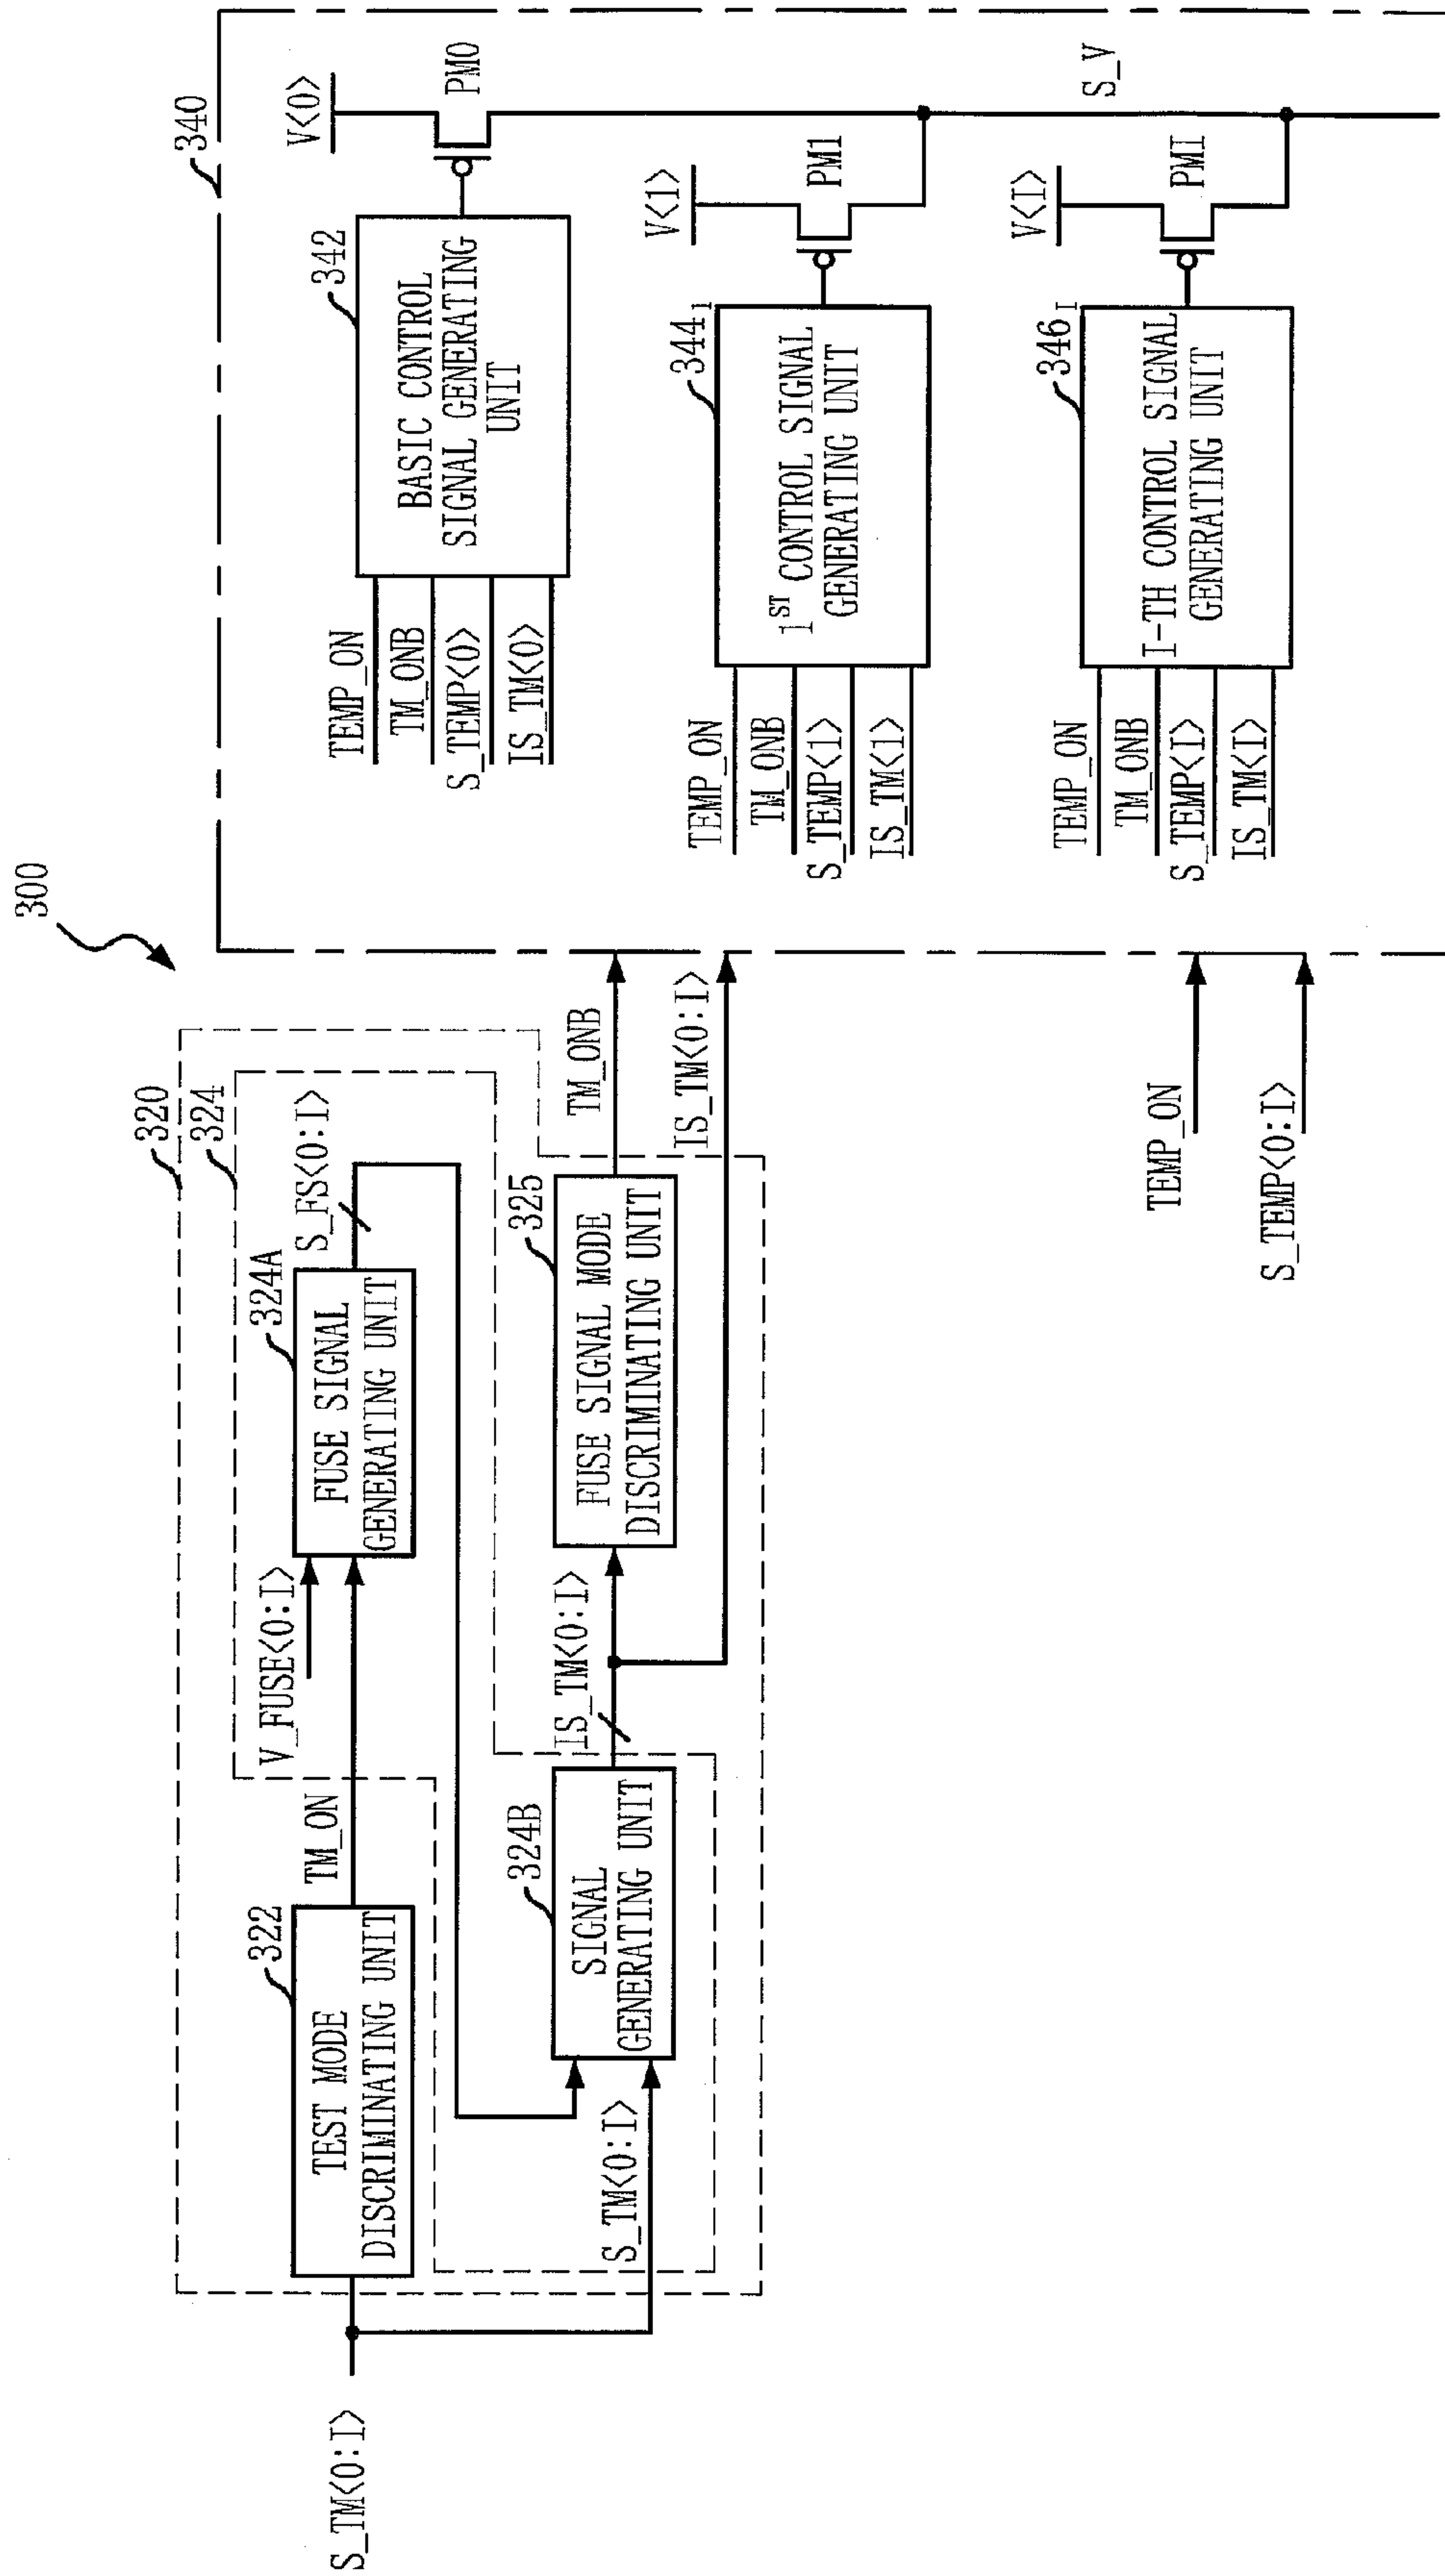 300
320
324
322
TEST MODE
DISCRIMINATING UNIT
S_TM<0:I>
TM_ON
V_FUSE<0:I>
324A
FUSE SIGNAL
GENERATING UNIT
S_FS<0:I>
S_TM<0:I>
324B
SIGNAL
GENERATING UNIT
IS_TM<0:I>
325
FUSE SIGNAL MODE
DISCRIMINATING UNIT
TM_ONB
IS_TM<0:I>
TEMP_ON
S_TEMP<0:I>
340
342
BASIC CONTROL
SIGNAL GENERATING
UNIT
TEMP_ON
TM_ONB
S_TEMP<0>
IS_TM<0>
V<0>
PM0
344₁
1ST CONTROL SIGNAL
GENERATING UNIT
TEMP_ON
TM_ONB
S_TEMP<1>
IS_TM<1>
V<1>
PM1
S_V
346_I
I-TH CONTROL SIGNAL
GENERATING UNIT
TEMP_ON
TM_ONB
S_TEMP<I>
IS_TM<I>
V<I>
PMI